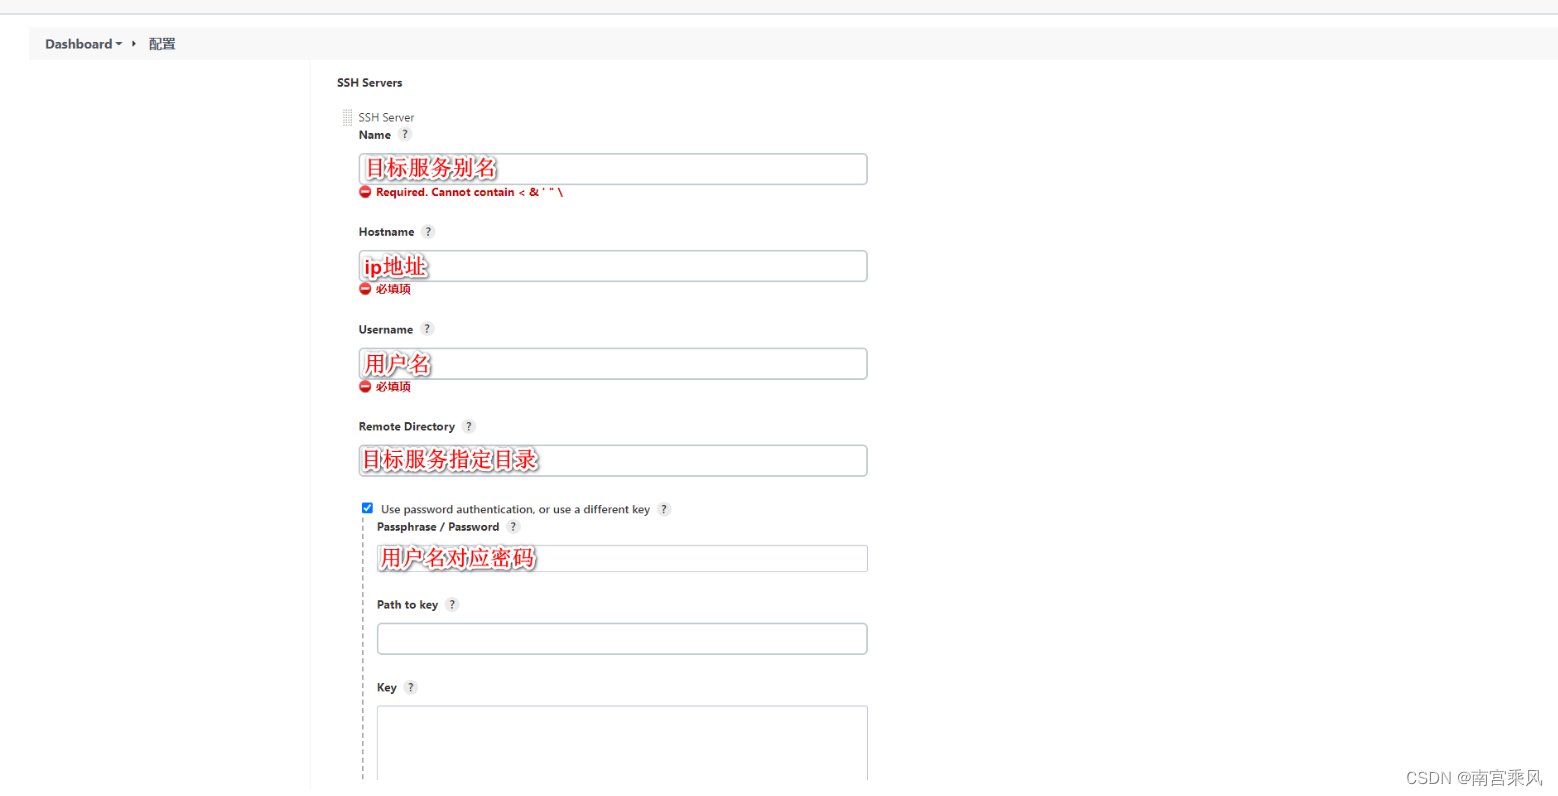 Dashboard 配置
SSH Servers
SSH Server
Name ?
目标服务别名
Required. Cannot contain < & ' " \
Hostname ?
ip地址
必填项
Username ?
用户名
必填项
Remote Directory ?
目标服务指定目录
Use password authentication, or use a different key ?
Passphrase / Password ?
用户名对应密码
Path to key ?
Key ?
CSDN @南宫乘风